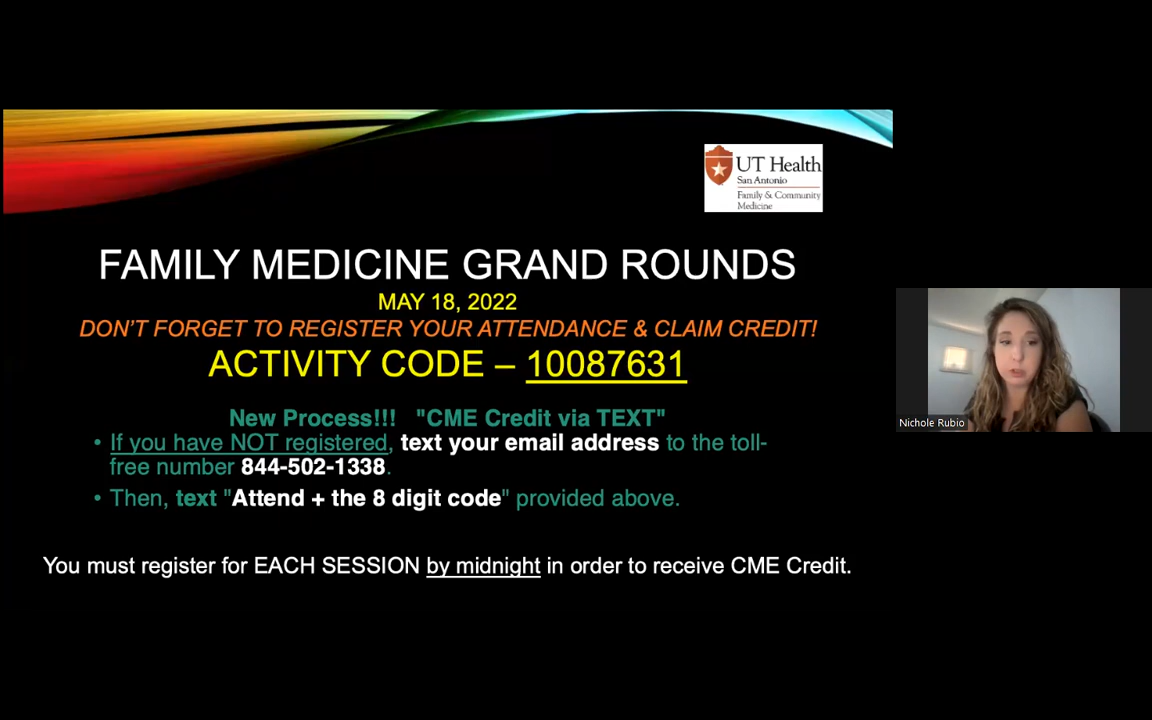 UT Health
San Antonio
Family & Community
Medicine
FAMILY MEDICINE GRAND ROUNDS
MAY 18, 2022
DON'T FORGET TO REGISTER YOUR ATTENDANCE & CLAIM CREDIT!
ACTIVITY CODE – 10087631
New Process!!! "CME Credit via TEXT"
• If you have NOT registered, text your email address to the toll-
free number 844-502-1338.
• Then, text "Attend + the 8 digit code" provided above.
You must register for EACH SESSION by midnight in order to receive CME Credit.
Nichole Rubio